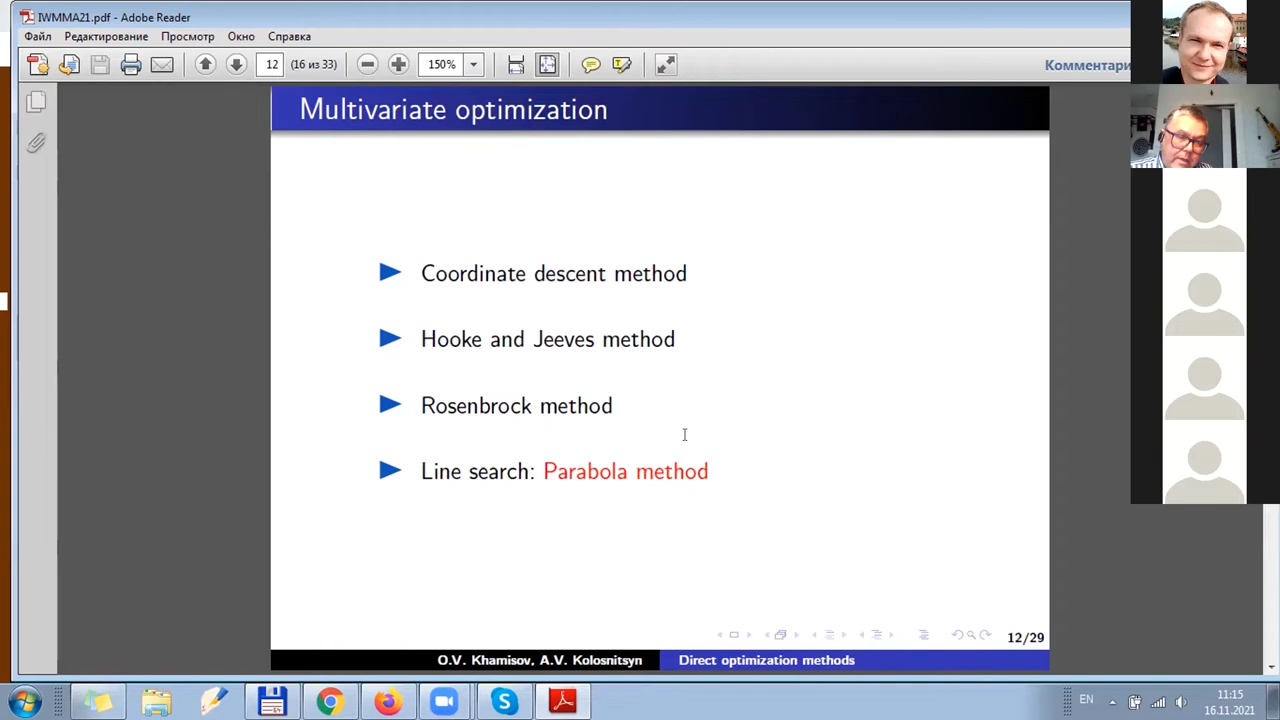 IWMMA21.pdf - Adobe Reader
Файл Редактирование Просмотр Окно Справка
12 (16 из 33) 150% Комментари
Multivariate optimization
Coordinate descent method
Hooke and Jeeves method
Rosenbrock method
Line search: Parabola method
12/29
O.V. Khamisov, A.V. Kolosnitsyn Direct optimization methods
EN 11:15
16.11.2021